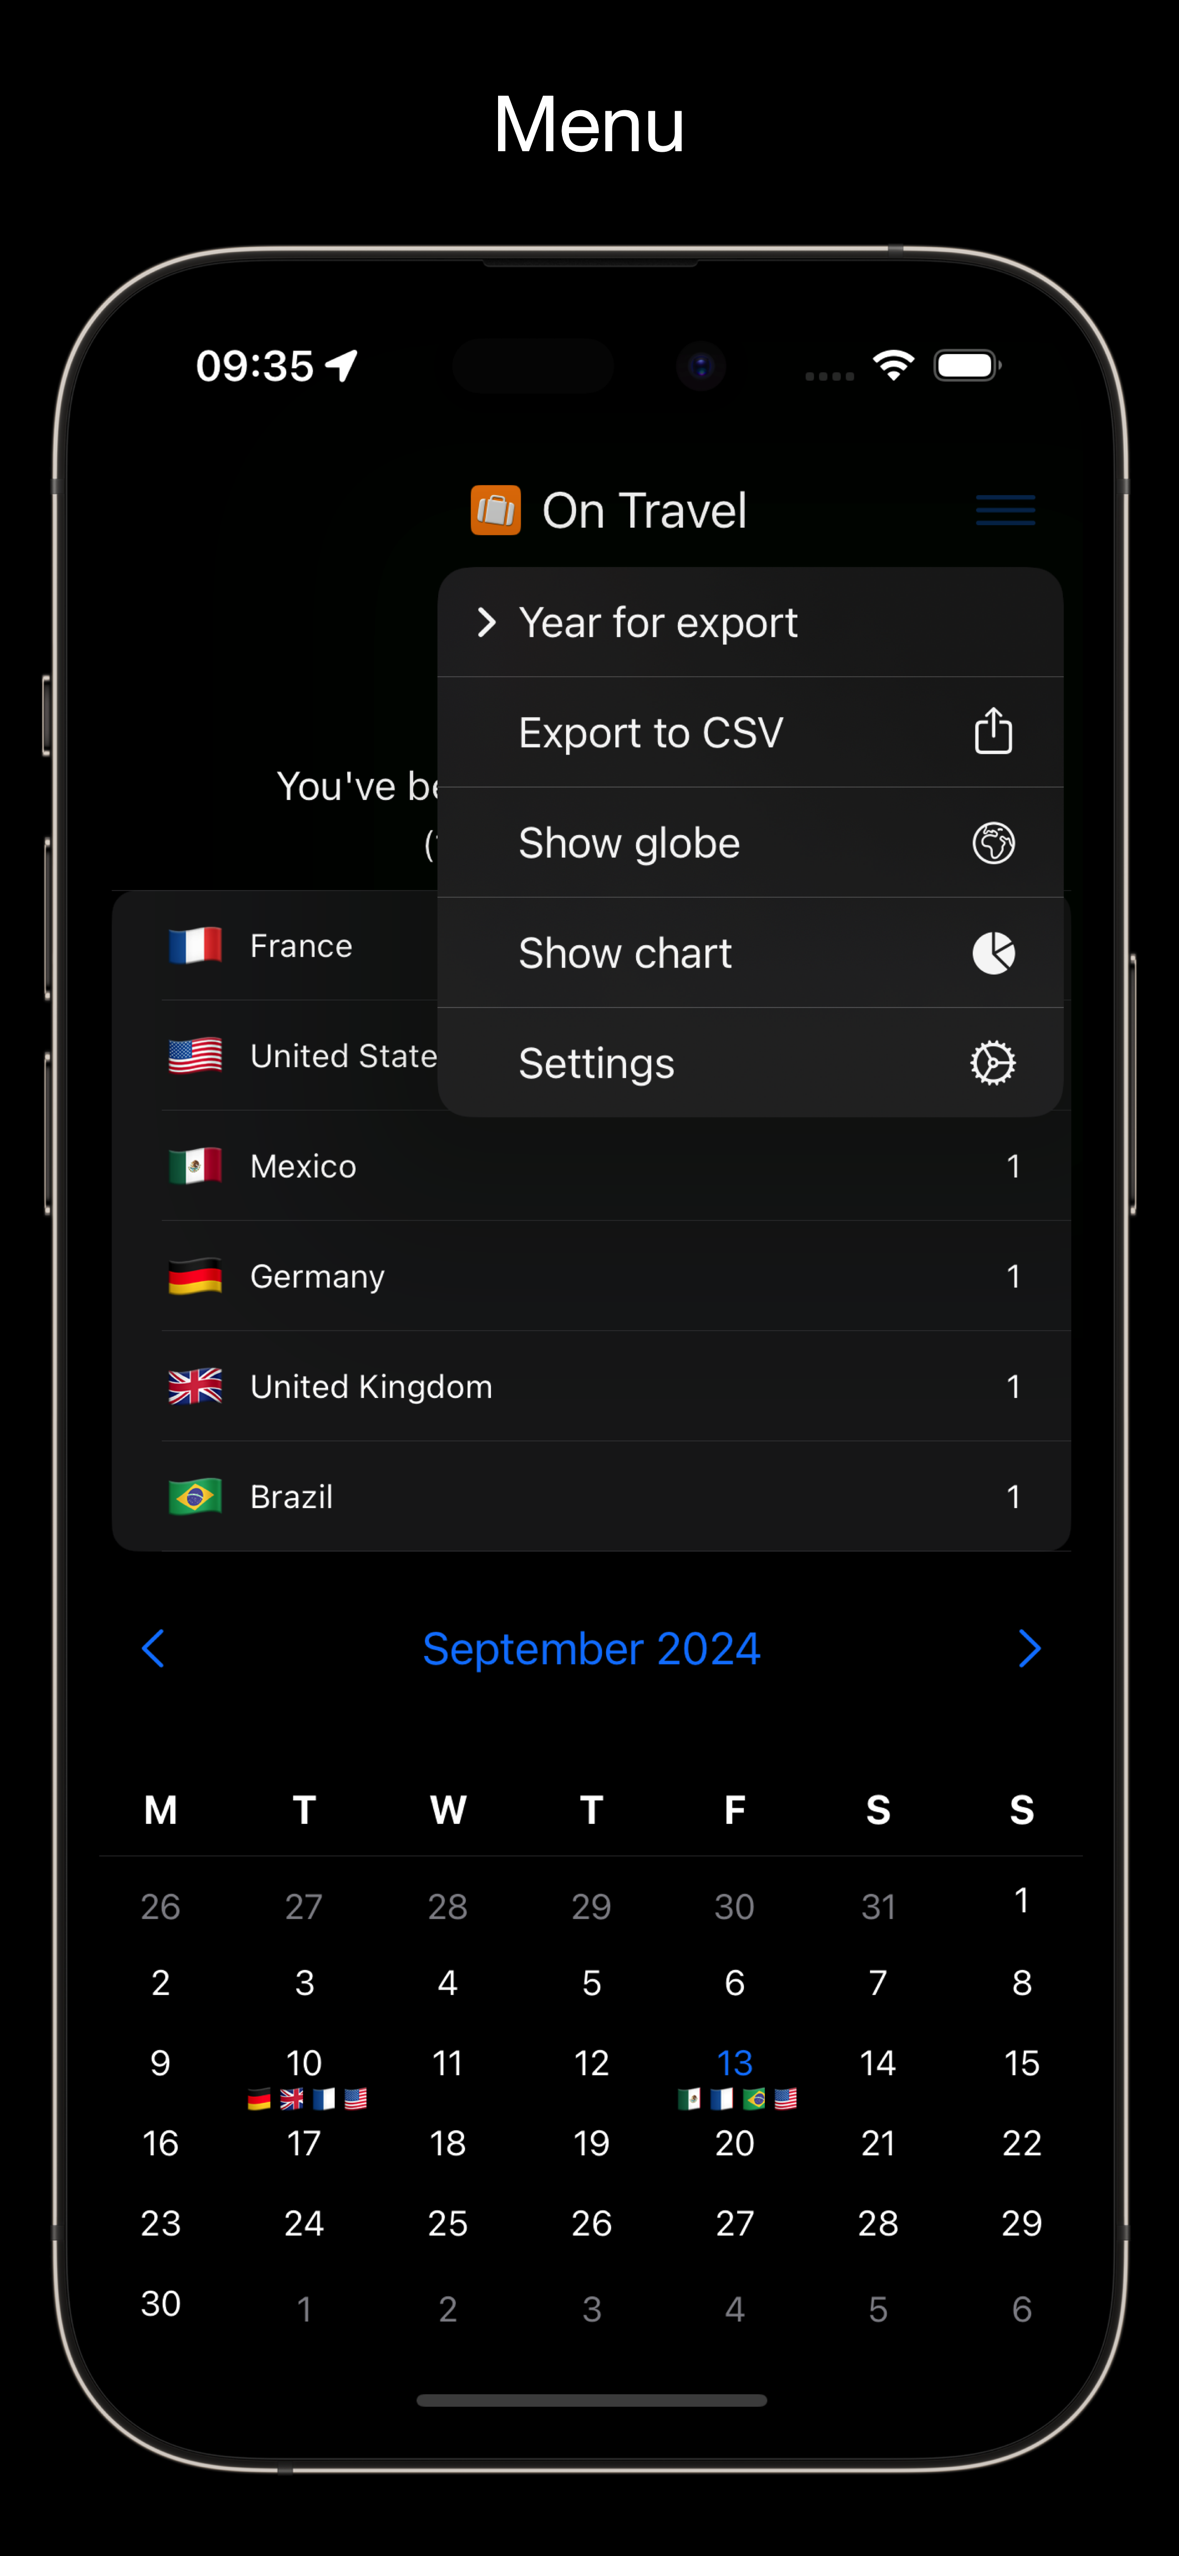 Menu
09:35
On Travel
Year for export
Export to CSV
You've be
Show globe
Show chart
France
United State
Settings
Mexico 1
Germany 1
United Kingdom 1
Brazil 1
September 2024
M T W T F S S
26 27 28 29 30 31 1
2 3 4 5 6 7 8
9 10 11 12 13 14 15
16 17 18 19 20 21 22
23 24 25 26 27 28 29
30 1 2 3 4 5 6